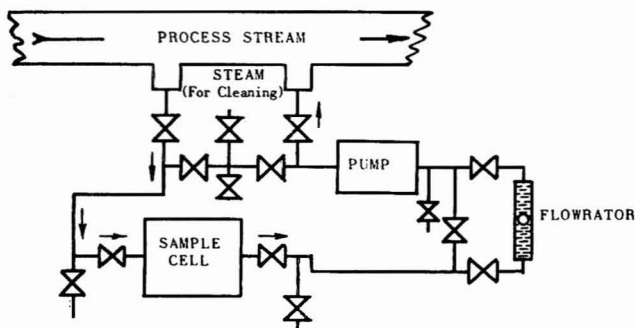 PROCESS STREAM
STEAM
(For Cleaning)
PUMP
FLOWRATOR
SAMPLE
CELL